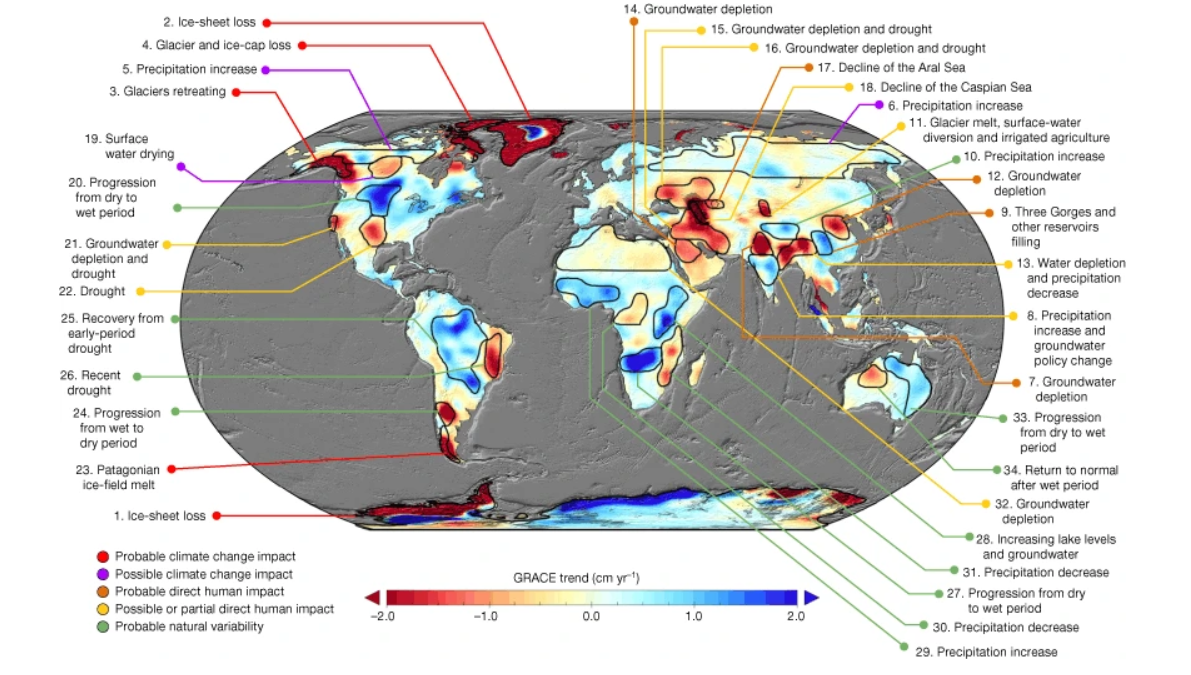 2. Ice-sheet loss
4. Glacier and ice-cap loss
5. Precipitation increase
3. Glaciers retreating
19. Surface
water drying
20. Progression
from dry to
wet period
21. Groundwater
depletion and
drought
22. Drought
25. Recovery from
early-period
drought
26. Recent
drought
24. Progression
from wet to
dry period
23. Patagonian
ice-field melt
1. Ice-sheet loss
14. Groundwater depletion
15. Groundwater depletion and drought
16. Groundwater depletion and drought
17. Decline of the Aral Sea
18. Decline of the Caspian Sea
6. Precipitation increase
11. Glacier melt, surface-water
diversion and irrigated agriculture
10. Precipitation increase
12. Groundwater
depletion
9. Three Gorges and
other reservoirs
filling
13. Water depletion
and precipitation
decrease
8. Precipitation
increase and
groundwater
policy change
7. Groundwater
depletion
33. Progression
from dry to wet
period
34. Return to normal
after wet period
32. Groundwater
depletion
28. Increasing lake levels
and groundwater
31. Precipitation decrease
27. Progression from dry
to wet period
30. Precipitation decrease
29. Precipitation increase
Probable climate change impact
Possible climate change impact
Probable direct human impact
Possible or partial direct human impact
Probable natural variability
GRACE trend (cm yr⁻¹)
−2.0 −1.0 0.0 1.0 2.0